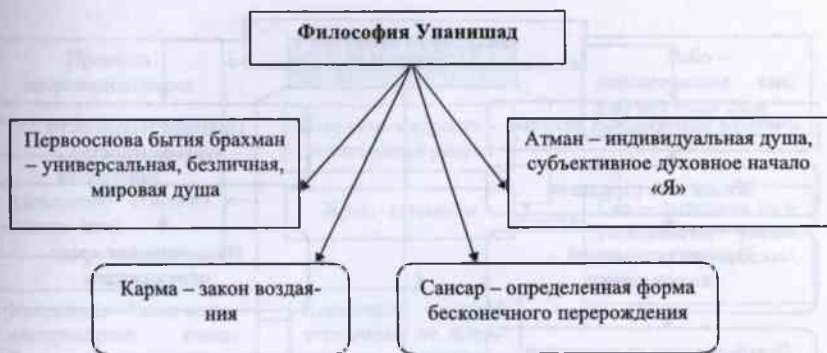 Философия Упанишад
Первооснова бытия брахман
– универсальная, безличная,
мировая душа
Атман – индивидуальная душа,
субъективное духовное начало
«Я»
Карма – закон воздая-
ния
Сансар – определенная форма
бесконечного перерождения